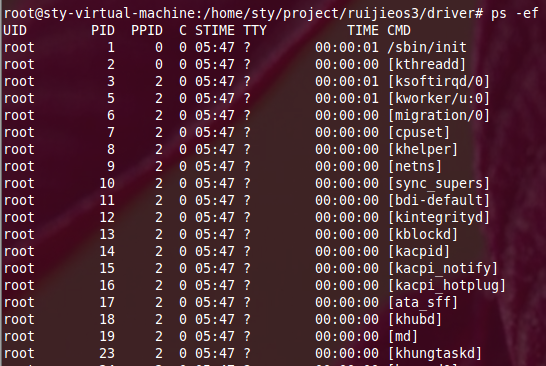 root@sty-virtual-machine:/home/sty/project/ruijieos3/driver# ps -ef
UID PID PPID C STIME TTY TIME CMD
root 1 0 0 05:47 ? 00:00:01 /sbin/init
root 2 0 0 05:47 ? 00:00:00 [kthreadd]
root 3 2 0 05:47 ? 00:00:01 [ksoftirqd/0]
root 5 2 0 05:47 ? 00:00:01 [kworker/u:0]
root 6 2 0 05:47 ? 00:00:00 [migration/0]
root 7 2 0 05:47 ? 00:00:00 [cpuset]
root 8 2 0 05:47 ? 00:00:00 [khelper]
root 9 2 0 05:47 ? 00:00:00 [netns]
root 10 2 0 05:47 ? 00:00:00 [sync_supers]
root 11 2 0 05:47 ? 00:00:00 [bdi-default]
root 12 2 0 05:47 ? 00:00:00 [kintegrityd]
root 13 2 0 05:47 ? 00:00:00 [kblockd]
root 14 2 0 05:47 ? 00:00:00 [kacpid]
root 15 2 0 05:47 ? 00:00:00 [kacpi_notify]
root 16 2 0 05:47 ? 00:00:00 [kacpi_hotplug]
root 17 2 0 05:47 ? 00:00:00 [ata_sff]
root 18 2 0 05:47 ? 00:00:00 [khubd]
root 19 2 0 05:47 ? 00:00:00 [md]
root 23 2 0 05:47 ? 00:00:00 [khungtaskd]